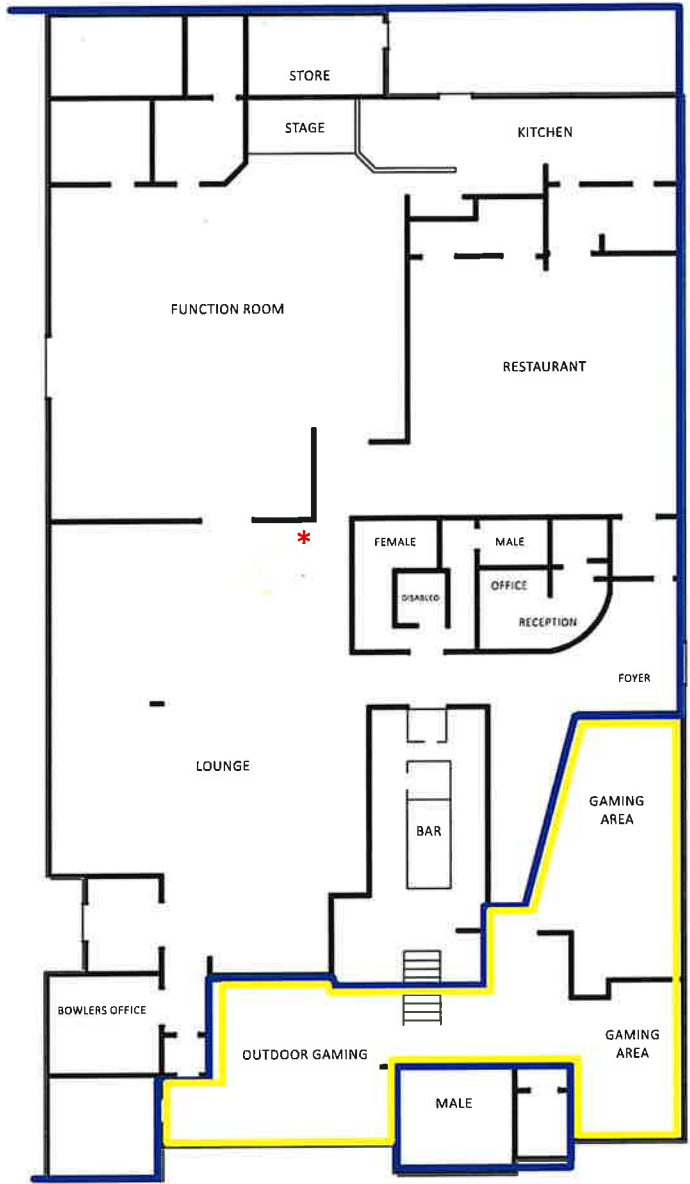 STORE
STAGE
KITCHEN
FUNCTION ROOM
RESTAURANT
*
FEMALE
MALE
DISABLED
OFFICE
RECEPTION
FOYER
LOUNGE
GAMING
AREA
BAR
BOWLERS OFFICE
OUTDOOR GAMING
GAMING
AREA
MALE